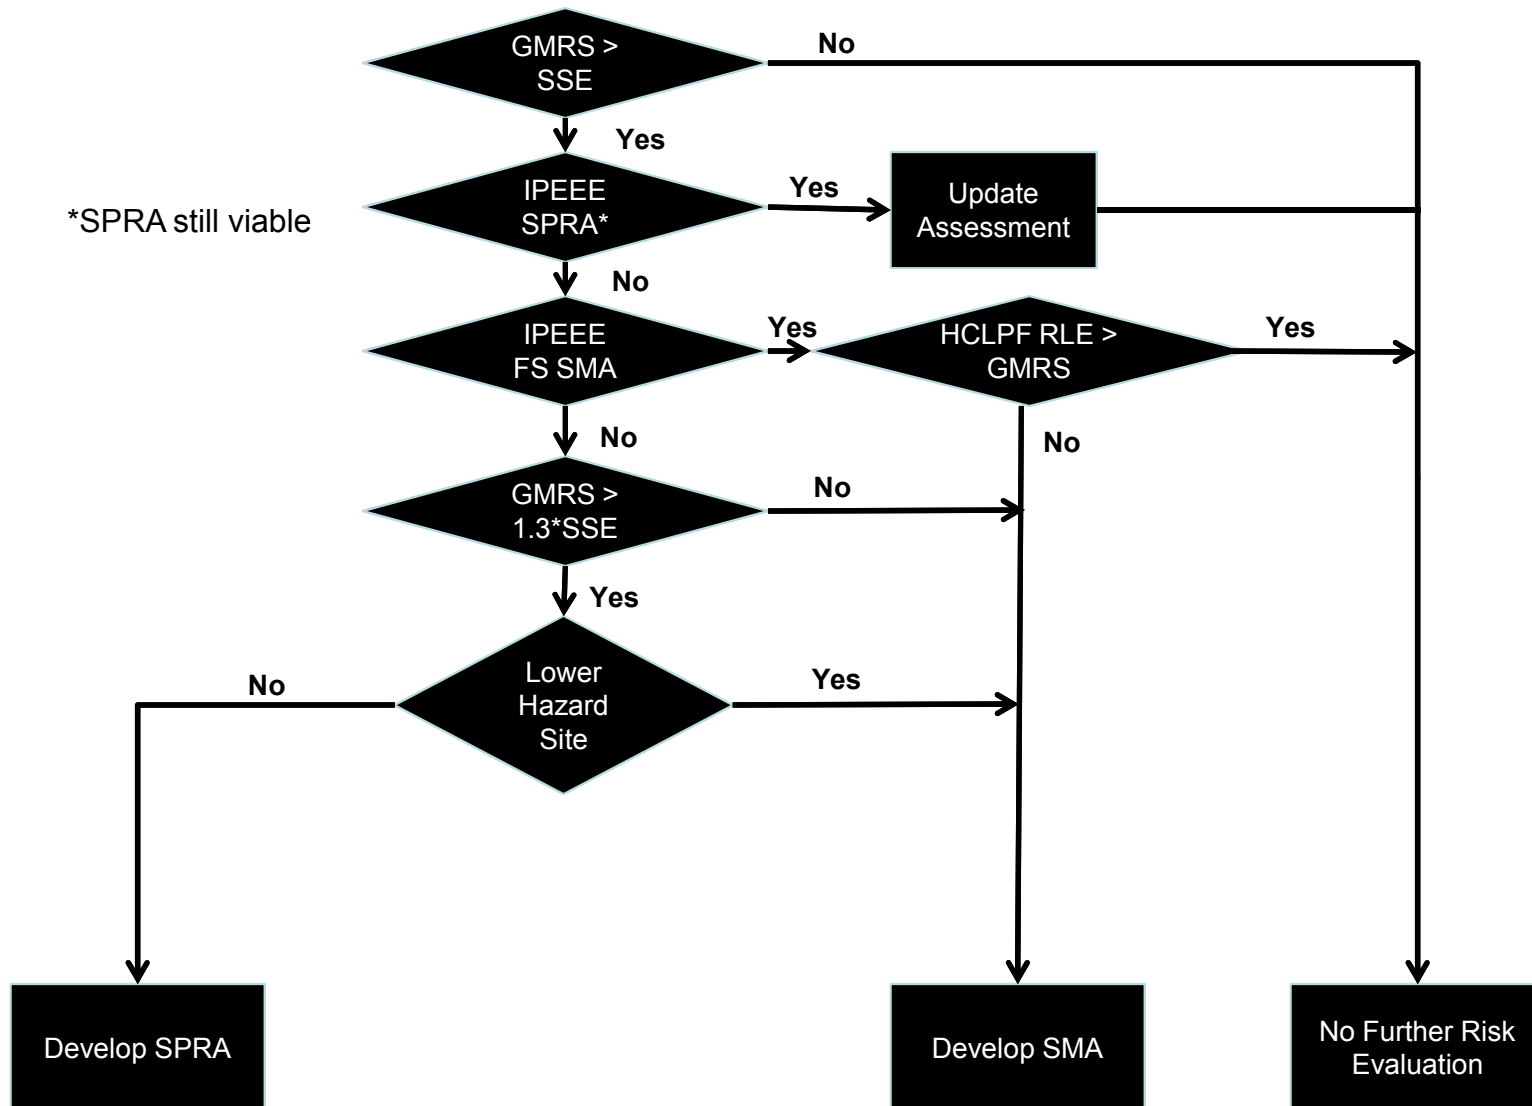 GMRS >
SSE
No
Yes
IPEEE
SPRA*
Yes
Update
Assessment
*SPRA still viable
No
IPEEE
FS SMA
Yes
HCLPF RLE >
GMRS
Yes
No
No
GMRS >
1.3*SSE
No
Yes
Lower
Hazard
Site
No
Yes
Develop SPRA
Develop SMA
No Further Risk
Evaluation